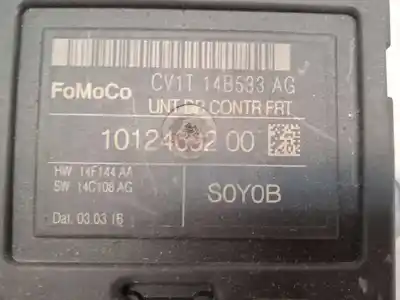 FoMoCo CV1T 14B533 AG
UNT DR CONTR FRT
00
HW 14F144 AA
SW 14C108 AG
S0Y0B
Dat. 03.03.16